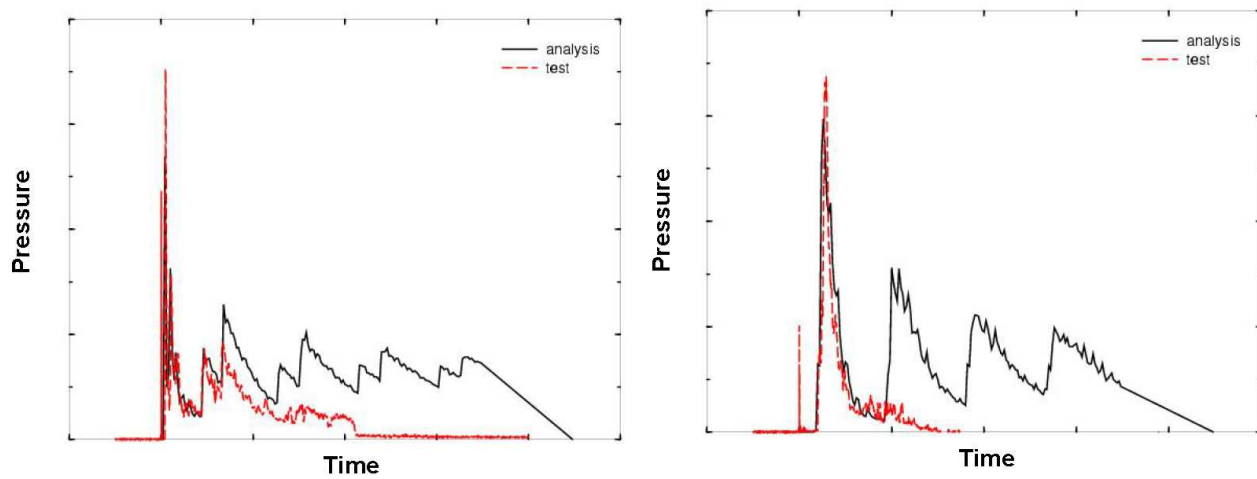 analysis
test
Pressure
Time
analysis
test
Pressure
Time